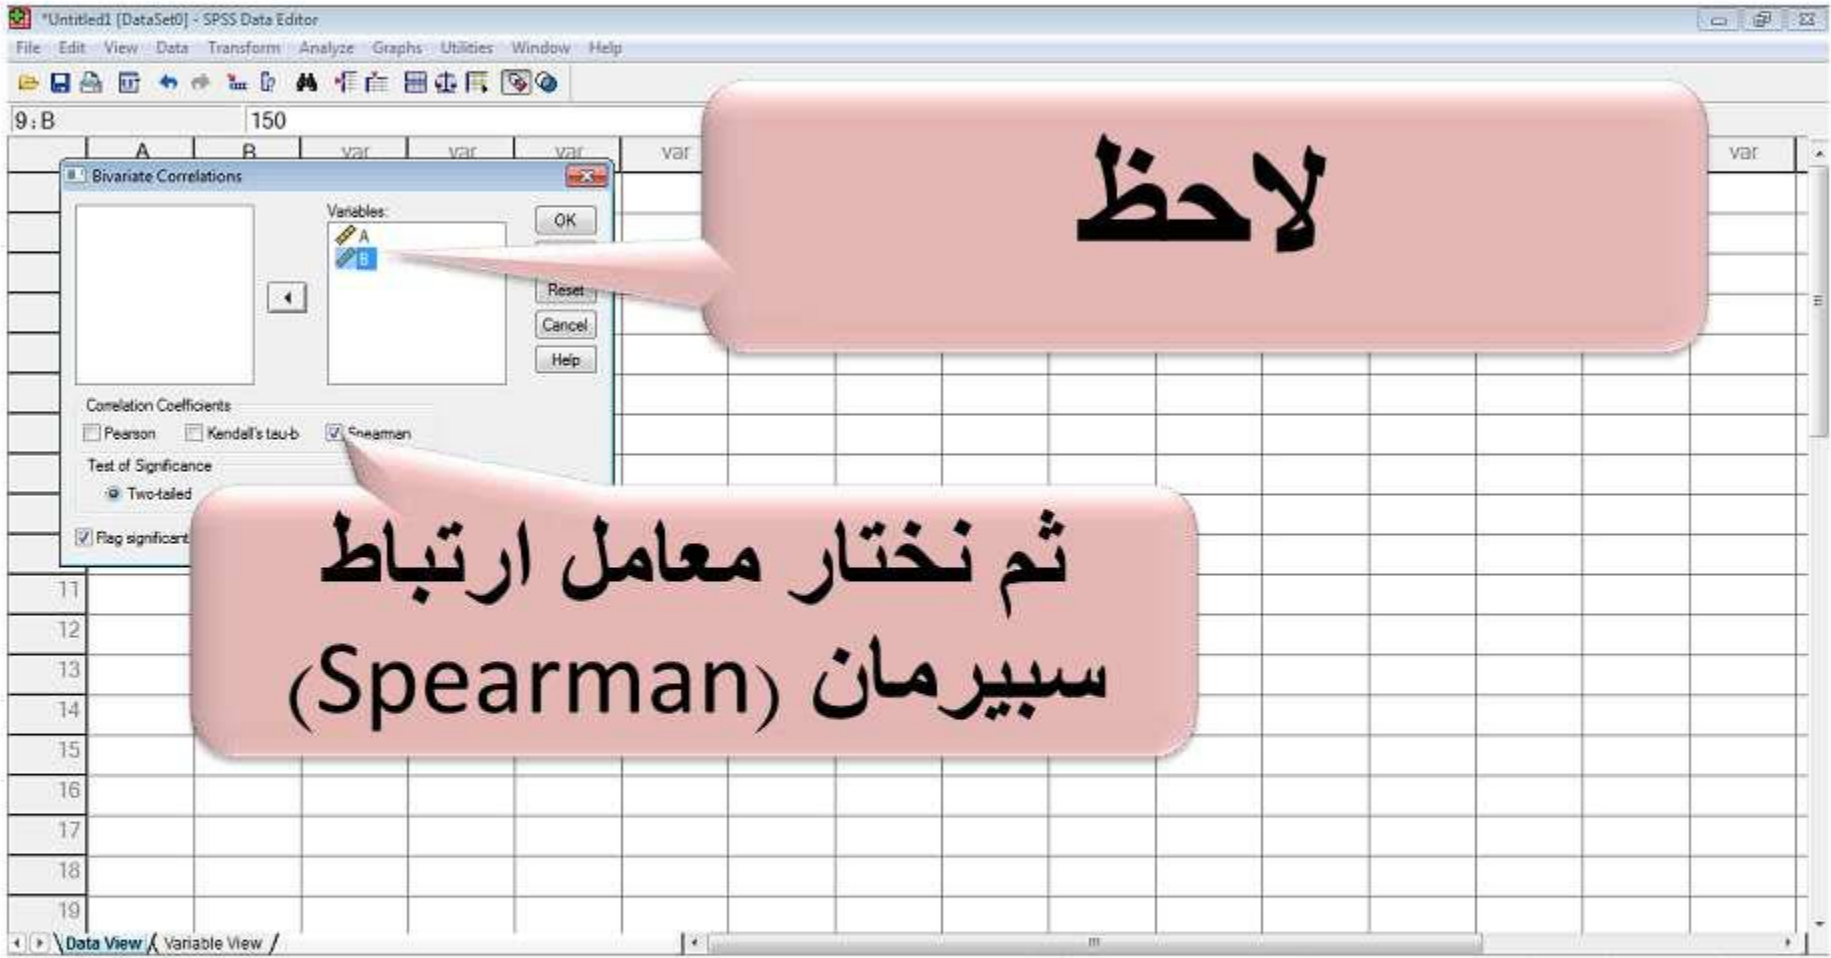 *Untitled1 [DataSet0] - SPSS Data Editor
File Edit View Data Transform Analyze Graphs Utilities Window Help
9 : B 150
A B var var var var var
Bivariate Correlations
Variables:
A
B
OK
Reset
Cancel
Help
لاحظ
Correlation Coefficients
Pearson Kendall's tau-b Spearman
Test of Significance
Two-tailed
Flag significant
ثم نختار معامل ارتباط
سبيرمان (Spearman)
11
12
13
14
15
16
17
18
19
Data View Variable View